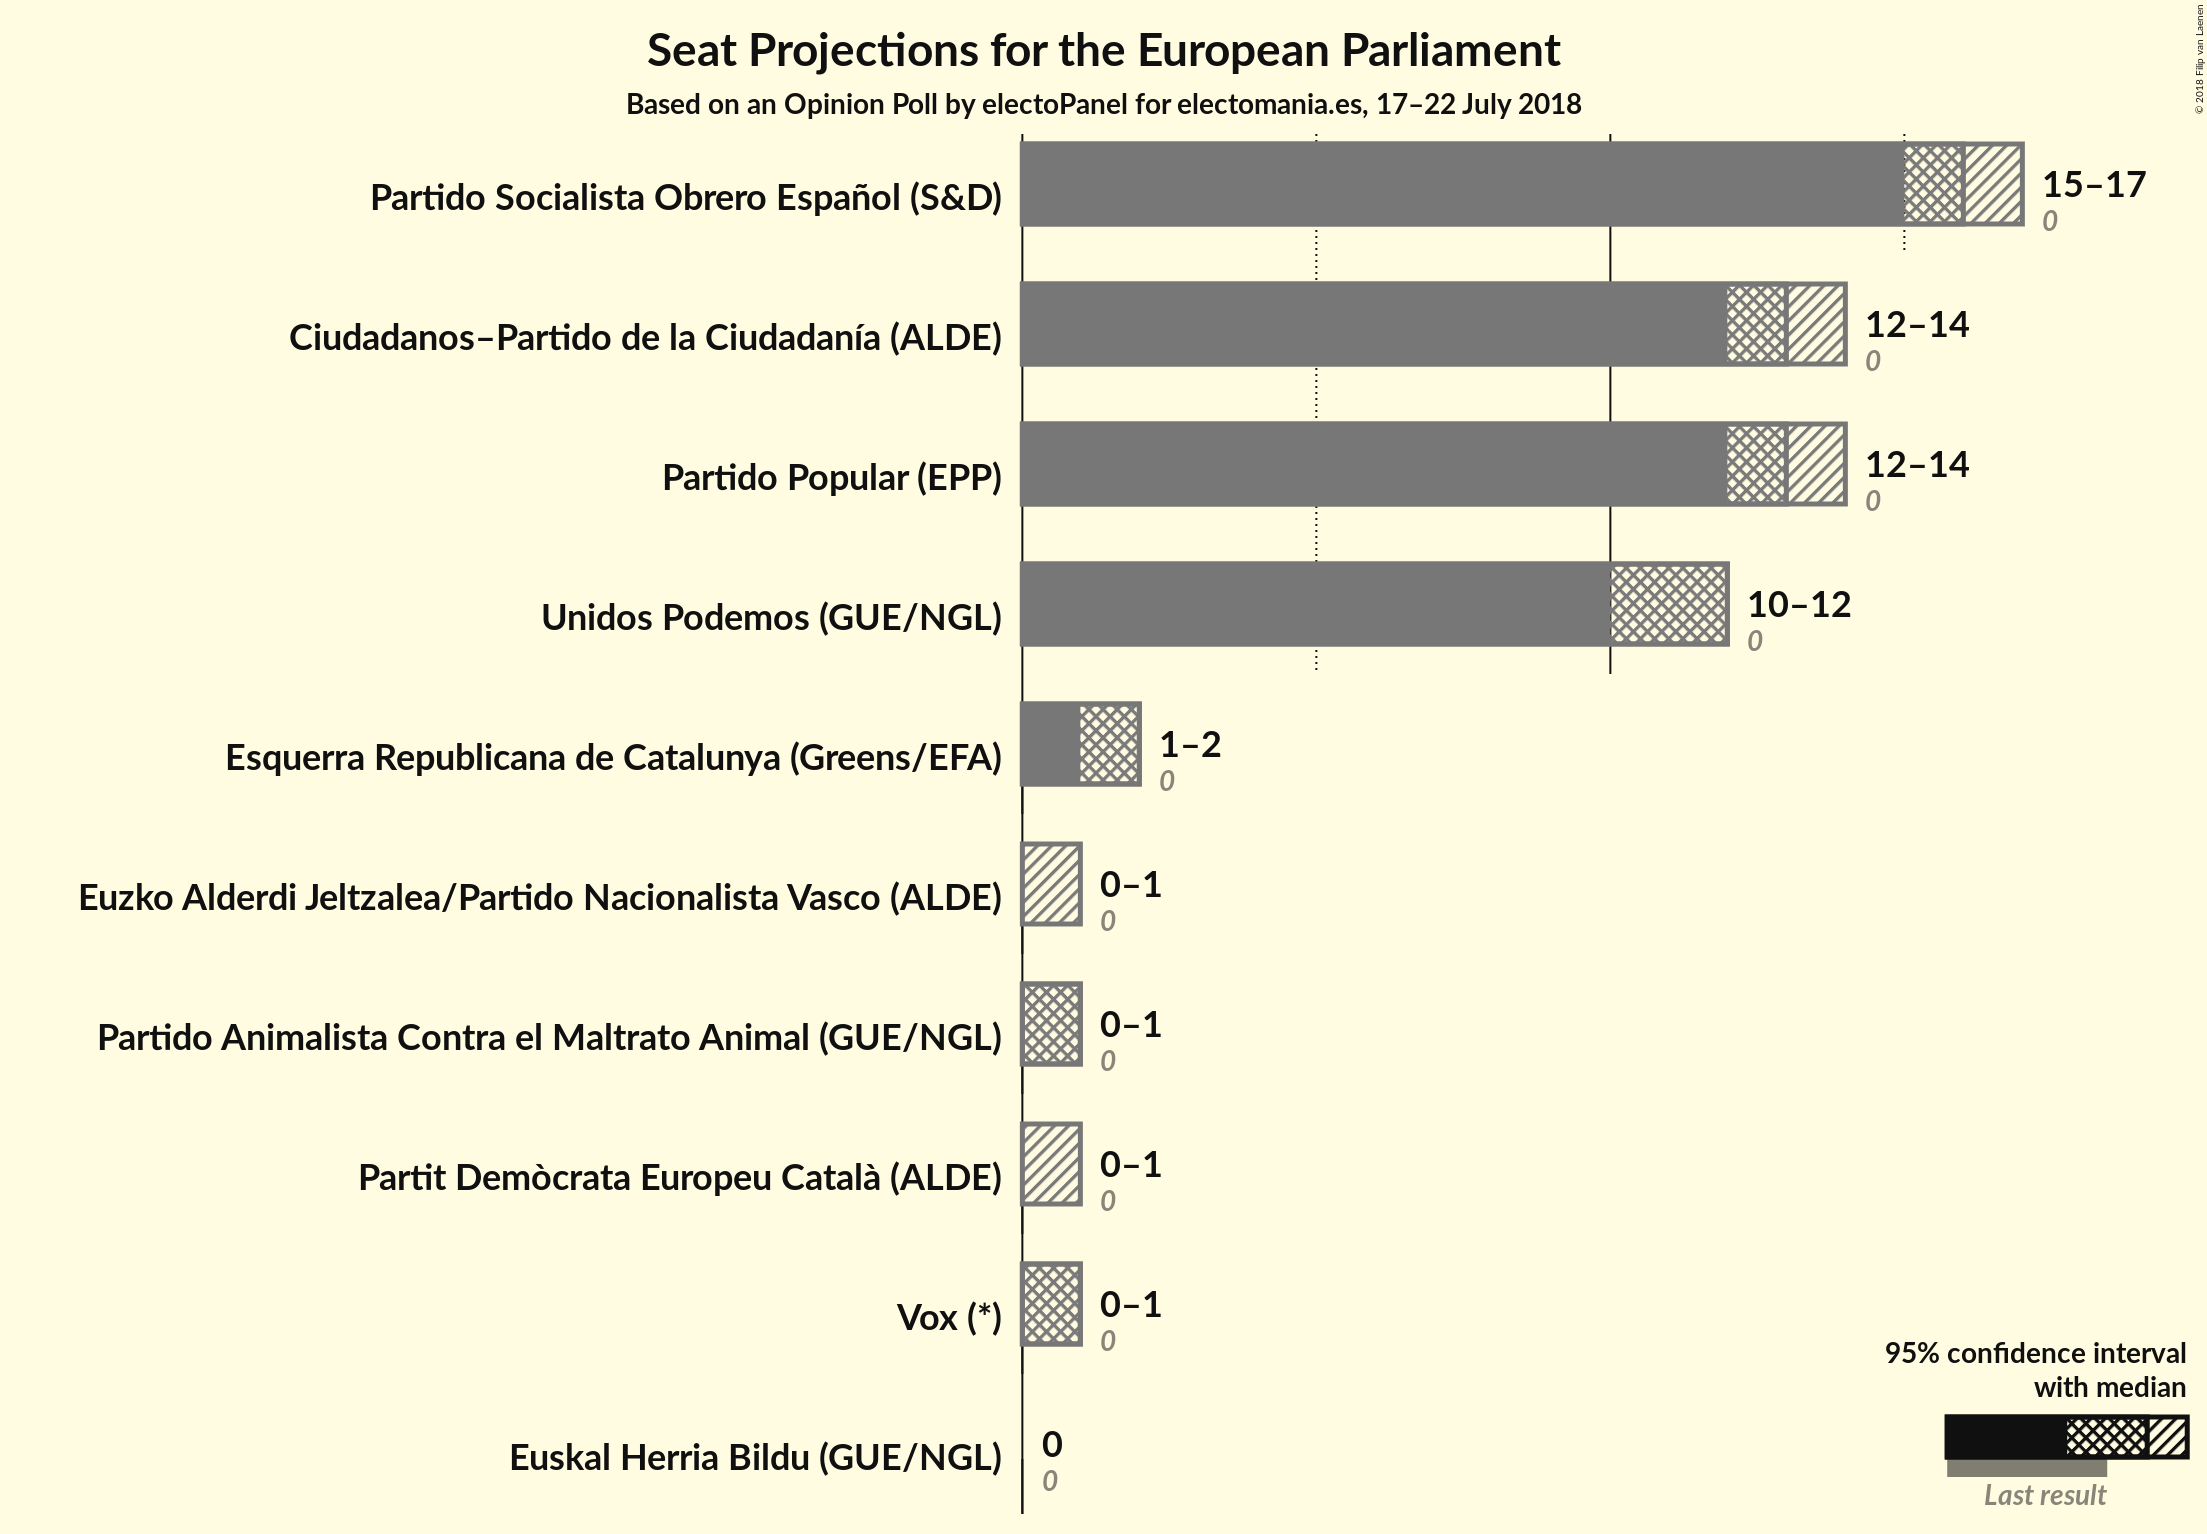 Seat Projections for the European Parliament
Based on an Opinion Poll by electoPanel for electomania.es, 17–22 July 2018
© 2018 Filip van Laenen
Partido Socialista Obrero Español (S&D)
15–17
0
Ciudadanos–Partido de la Ciudadanía (ALDE)
12–14
0
Partido Popular (EPP)
12–14
0
Unidos Podemos (GUE/NGL)
10–12
0
Esquerra Republicana de Catalunya (Greens/EFA)
1–2
0
Euzko Alderdi Jeltzalea/Partido Nacionalista Vasco (ALDE)
0–1
0
Partido Animalista Contra el Maltrato Animal (GUE/NGL)
0–1
0
Partit Demòcrata Europeu Català (ALDE)
0–1
0
Vox (*)
0–1
0
Euskal Herria Bildu (GUE/NGL)
0
0
95% confidence interval
with median
Last result